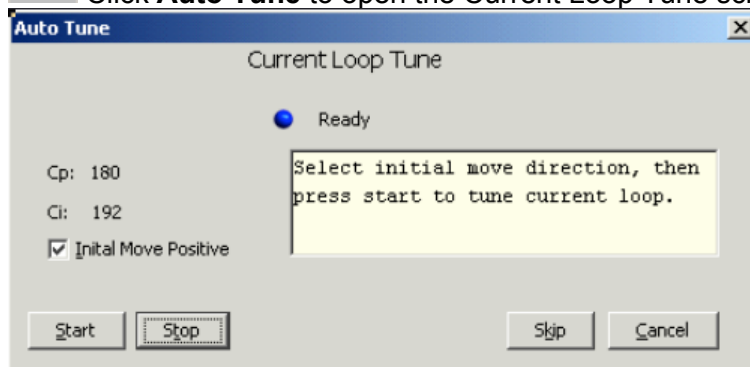 Click Auto Tune to open the Current Loop Tune
Auto Tune
Current Loop Tune
Ready
Cp: 180
Ci: 192
Inital Move Positive
Select initial move direction, then
press start to tune current loop.
Start
Stop
Skip
Cancel